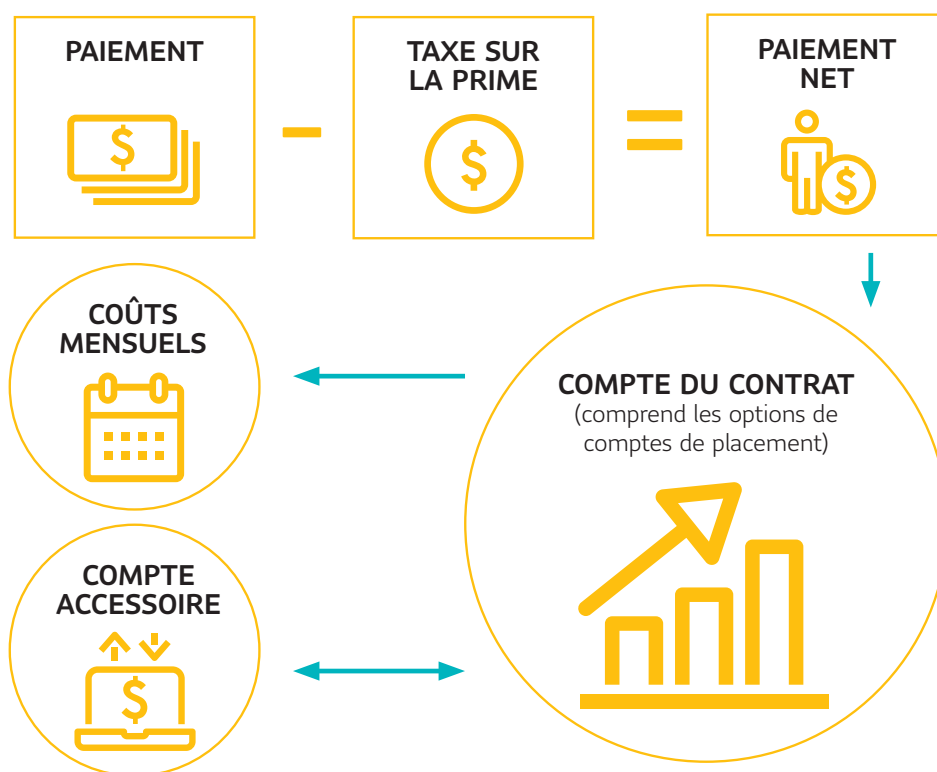 PAIEMENT
$
–
TAXE SUR
LA PRIME
$
=
PAIEMENT
NET
$
COÛTS
MENSUELS
COMPTE DU CONTRAT
(comprend les options de
comptes de placement)
COMPTE
ACCESSOIRE
$